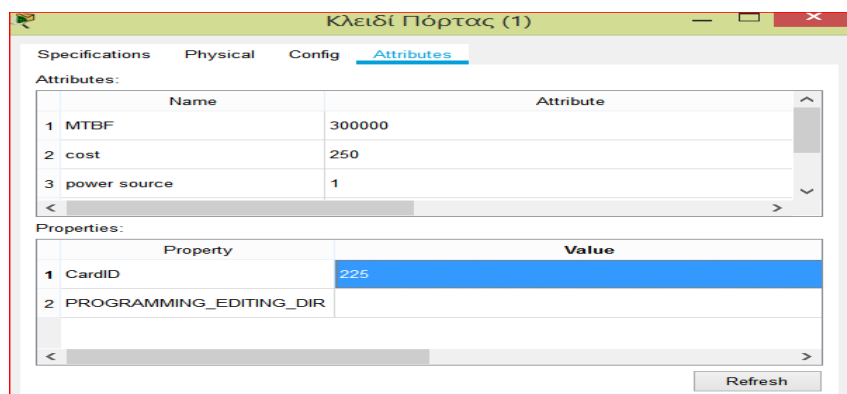 Κλειδί Πόρτας (1)
Specifications Physical Config Attributes
Attributes:
Name Attribute
1 MTBF 300000
2 cost 250
3 power source 1
Properties:
Property Value
1 CardID 225
2 PROGRAMMING_EDITING_DIR
Refresh